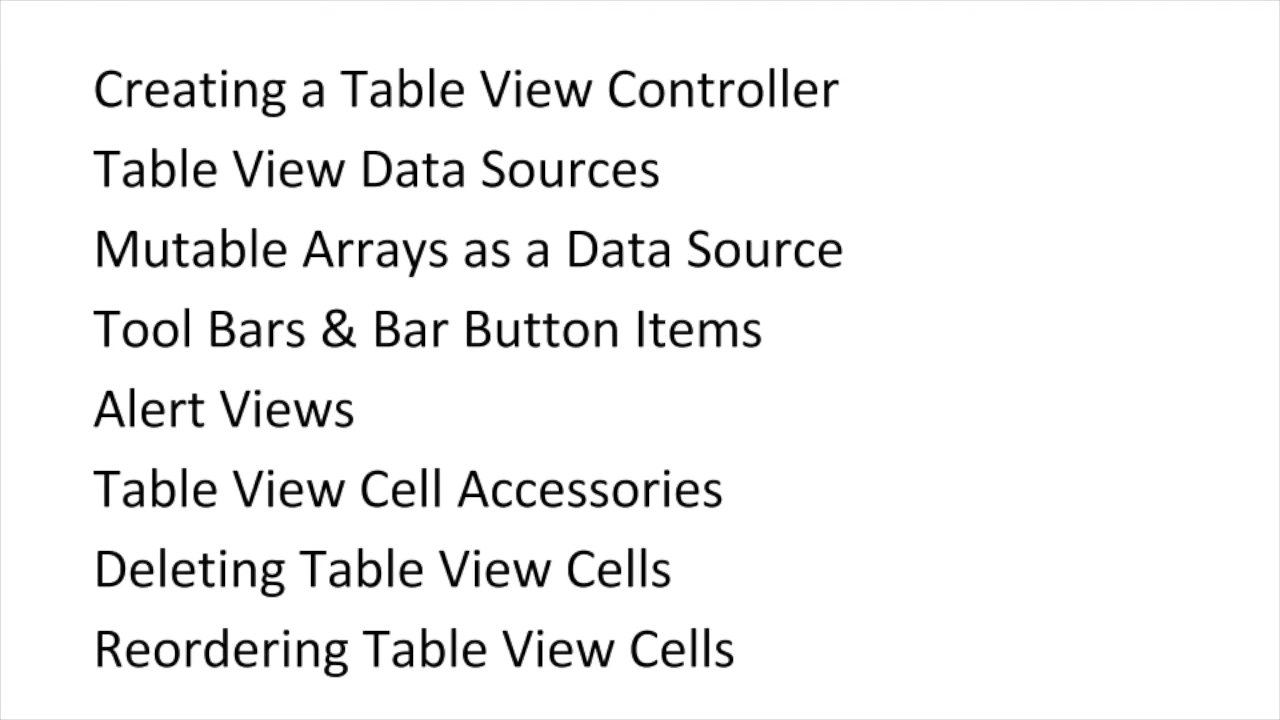 Creating a Table View Controller
Table View Data Sources
Mutable Arrays as a Data Source
Tool Bars & Bar Button Items
Alert Views
Table View Cell Accessories
Deleting Table View Cells
Reordering Table View Cells